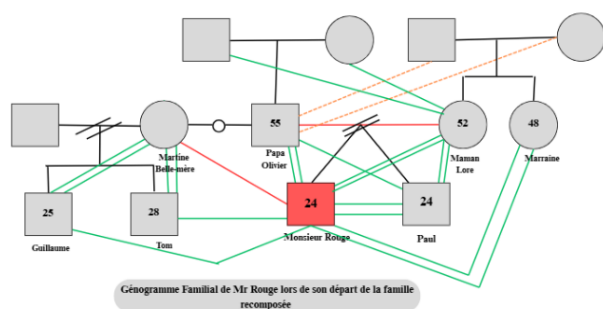 55
52
48
Martine
Belle-mère
Papa
Olivier
Maman
Lore
Marraine
25
28
24
24
Guillaume
Tom
Monsieur Rouge
Paul
Génogramme Familial de Mr Rouge lors de son départ de la famille
recomposée